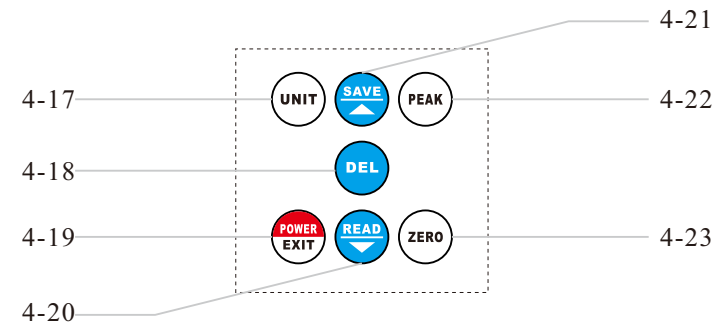 4-21
SAVE
4-17 UNIT PEAK 4-22
4-18 DEL
POWER READ
4-19 EXIT ZERO 4-23
4-20